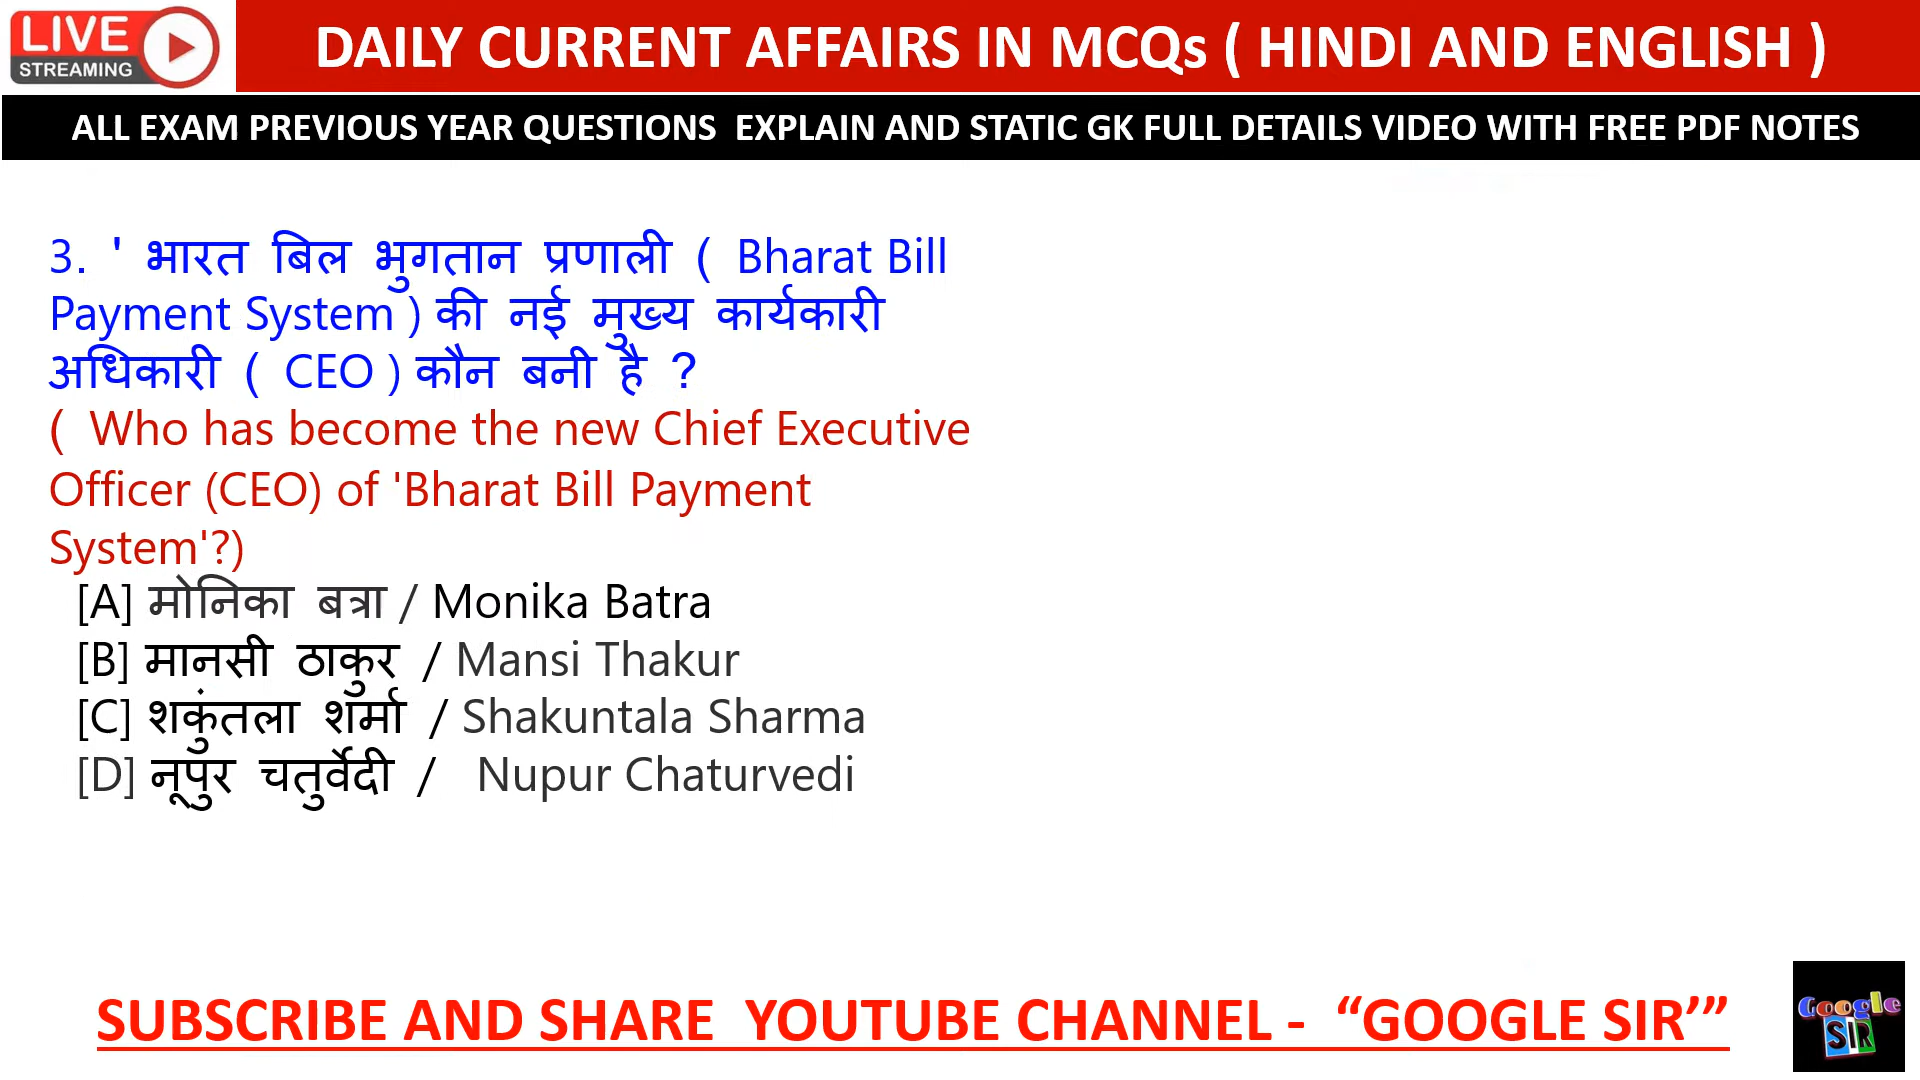 LIVE
STREAMING
DAILY CURRENT AFFAIRS IN MCQs ( HINDI AND ENGLISH )
ALL EXAM PREVIOUS YEAR QUESTIONS EXPLAIN AND STATIC GK FULL DETAILS VIDEO WITH FREE PDF NOTES
3. ' भारत बिल भुगतान प्रणाली ( Bharat Bill
Payment System ) की नई मुख्य कार्यकारी
अधिकारी ( CEO ) कौन बनी है ?
( Who has become the new Chief Executive
Officer (CEO) of 'Bharat Bill Payment
System'?)
[A] मोनिका बत्रा / Monika Batra
[B] मानसी ठाकुर / Mansi Thakur
[C] शकुंतला शर्मा / Shakuntala Sharma
[D] नूपुर चतुर्वेदी / Nupur Chaturvedi
SUBSCRIBE AND SHARE YOUTUBE CHANNEL - “GOOGLE SIR’”
Google
SIR